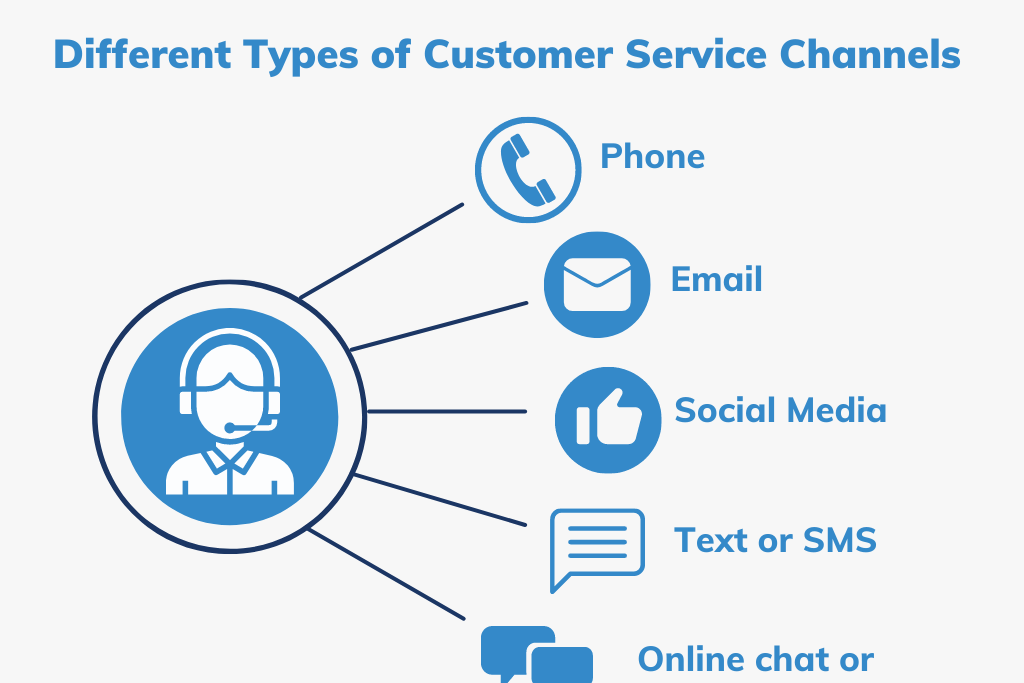 Different Types of Customer Service Channels
Phone
Email
Social Media
Text or SMS
Online chat or